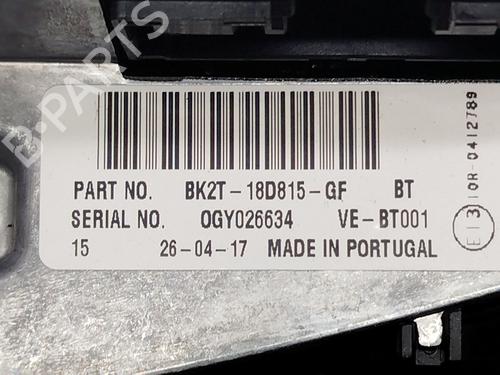 B-PARTS
PART NO. BK2T-18D815-GF BT
SERIAL NO. 0GY026634 VE-BT001
15 26-04-17 MADE IN PORTUGAL
E13 10R-0412789